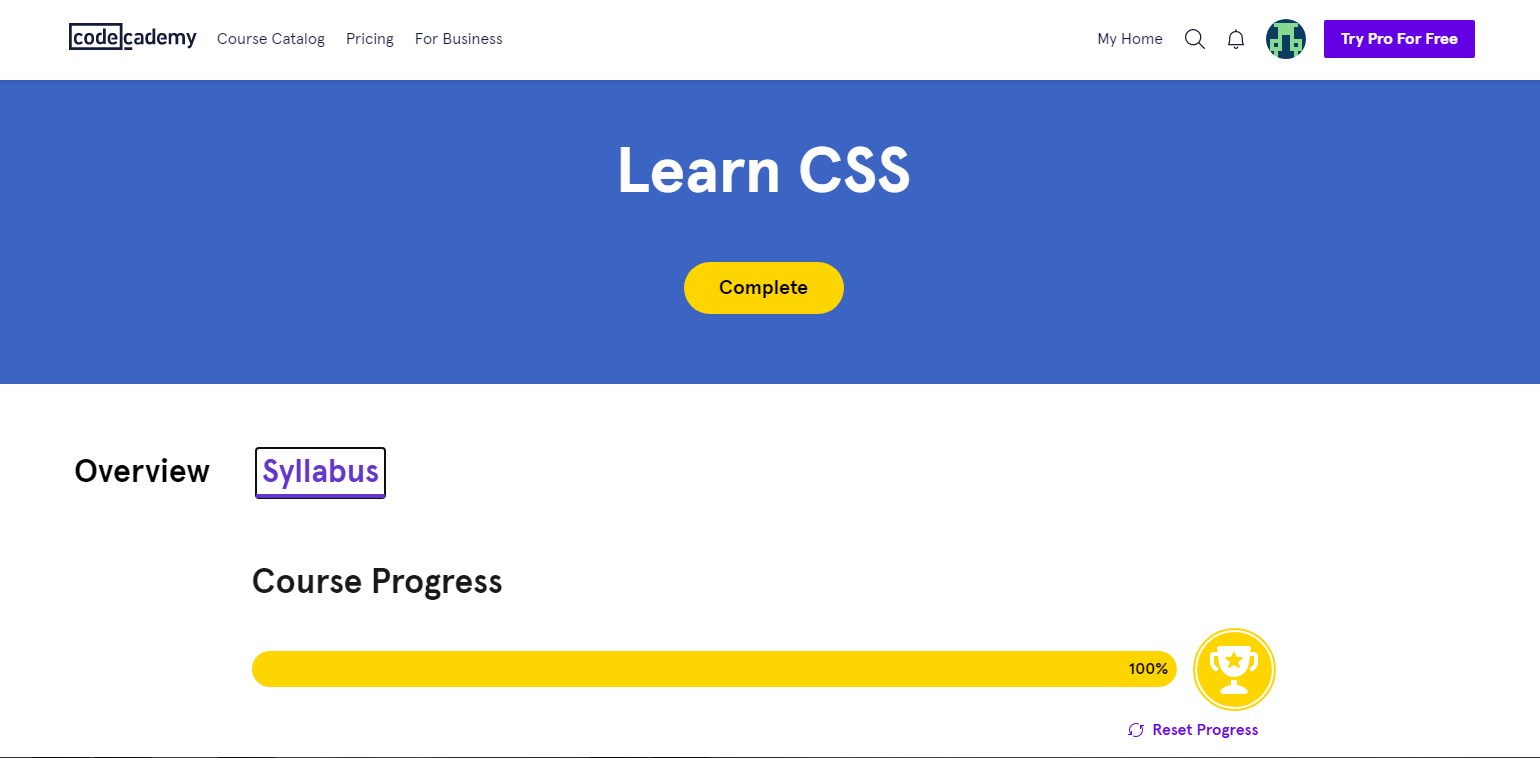 codecademy Course Catalog Pricing For Business My Home Try Pro For Free
Learn CSS
Complete
Overview Syllabus
Course Progress
100%
Reset Progress